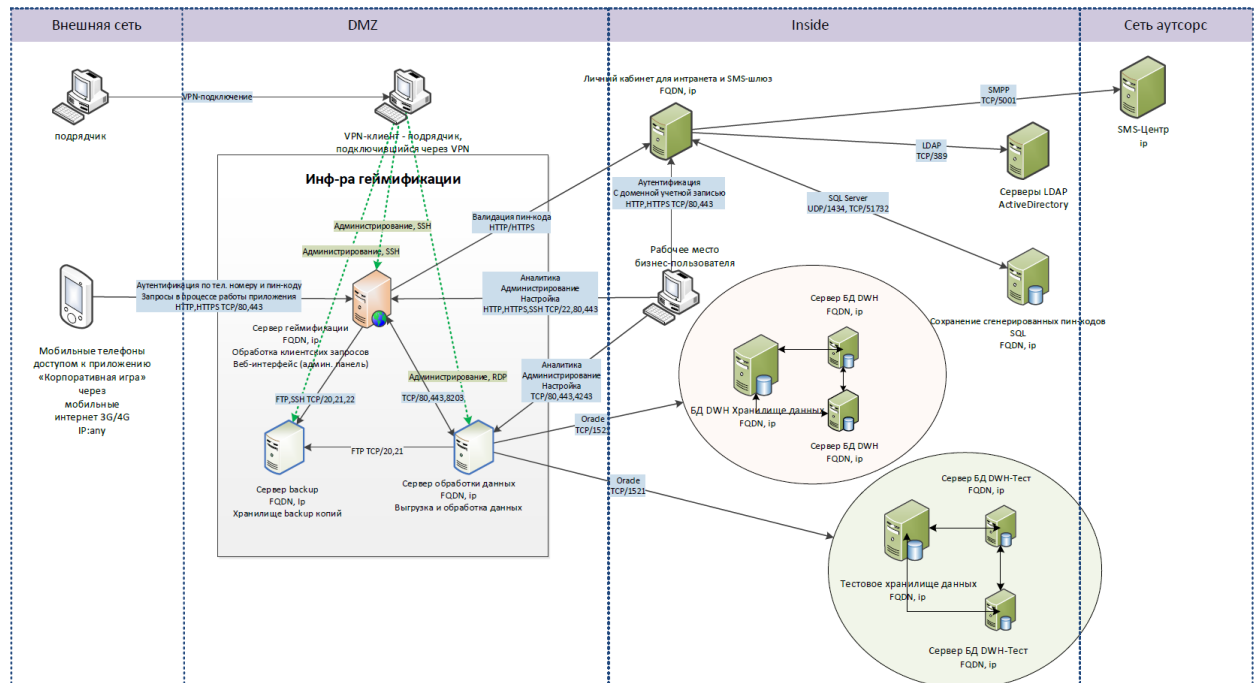 Внешняя сеть
DMZ
Inside
Сеть аутсорс
подрядчик
VPN-подключение
VPN-клиент - подрядчик,
подключившийся через VPN
Личный кабинет для интранета и SMS-шлюз
FQDN, ip
SMPP
TCP/5001
SMS-Центр
ip
LDAP
TCP/389
Серверы LDAP
ActiveDirectory
Инф-ра геймификации
Аутентификация
С доменной учетной записью
HTTP,HTTPS TCP/80,443
SQL Server
UDP/1434, TCP/51732
Валидация пин-кода
HTTP/HTTPS
Администрирование, SSH
Администрирование, SSH
Рабочее место
бизнес-пользователя
Аутентификация по тел. номеру и пин-коду
Запросы в процессе работы приложения
HTTP,HTTPS TCP/80,443
Аналитика
Администрирование
Настройка
HTTP,HTTPS,SSH TCP/22,80,443
Сервер БД DWH
FQDN, ip
Сохранение сгенерированных пин-кодов
SQL
FQDN, ip
Сервер геймификации
FQDN, ip
Обработка клиентских запросов
Веб-интерфейс (админ. панель)
Мобильные телефоны
доступом к приложению
«Корпоративная игра»
через
мобильные
интернет 3G/4G
IP:any
Администрирование, RDP
Аналитика
Администрирование
Настройка
TCP/80,443,4243
FTP,SSH TCP/20,21,22
TCP/80,443,8203
БД DWH Хранилище данных
FQDN, ip
Oracle
TCP/1521
Сервер БД DWH
FQDN, ip
FTP TCP/20,21
Сервер backup
FQDN, Ip
Хранилище backup копий
Сервер обработки данных
FQDN, ip
Выгрузка и обработка данных
Oracle
TCP/1521
Сервер БД DWH-Тест
FQDN, ip
Тестовое хранилище данных
FQDN, ip
Сервер БД DWH-Тест
FQDN, ip